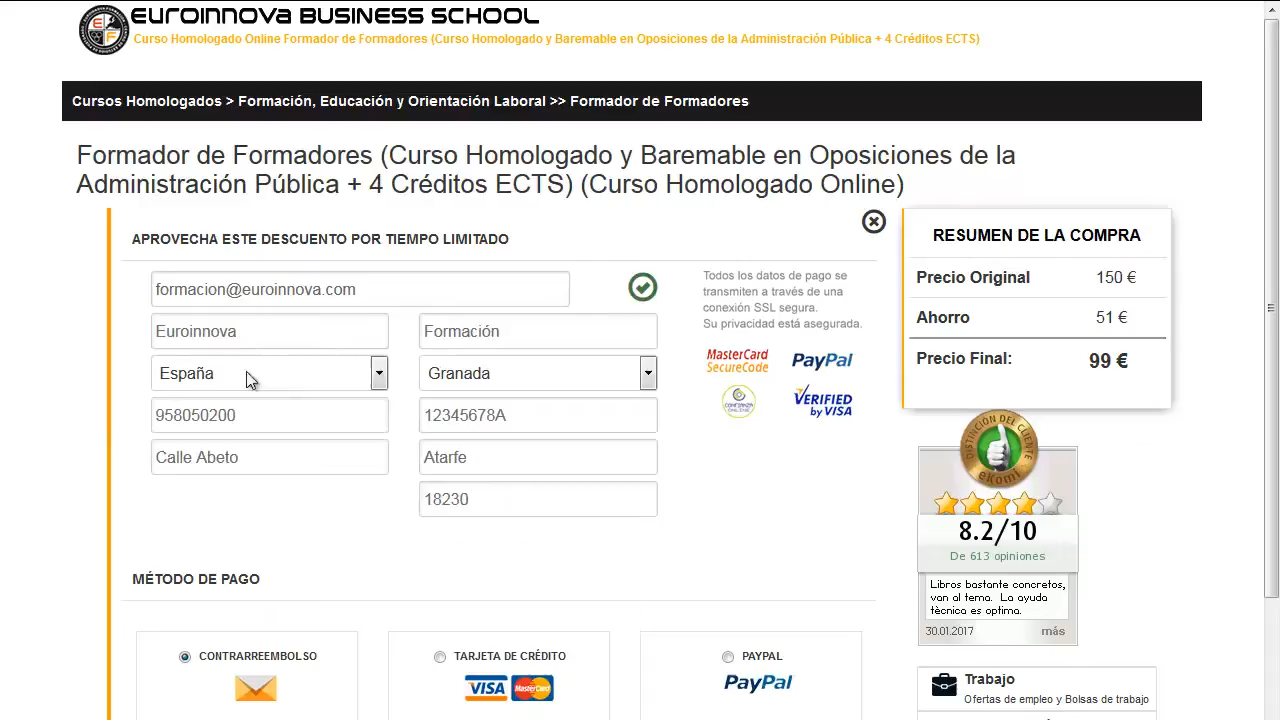 EUROINNOVA BUSINESS SCHOOL
Curso Homologado Online Formador de Formadores (Curso Homologado y Baremable en Oposiciones de la Administración Pública + 4 Créditos ECTS)
Cursos Homologados > Formación, Educación y Orientación Laboral >> Formador de Formadores
Formador de Formadores (Curso Homologado y Baremable en Oposiciones de la
Administración Pública + 4 Créditos ECTS) (Curso Homologado Online)
APROVECHA ESTE DESCUENTO POR TIEMPO LIMITADO
formacion@euroinnova.com
Euroinnova
Formación
España
Granada
958050200
12345678A
Calle Abeto
Atarfe
18230
Todos los datos de pago se
transmiten a través de una
conexión SSL segura.
Su privacidad está asegurada.
MasterCard
SecureCode
PayPal
CONFIANZA
ONLINE
VERIFIED
by VISA
MÉTODO DE PAGO
CONTRARREEMBOLSO
TARJETA DE CRÉDITO
VISA
MasterCard
PAYPAL
PayPal
RESUMEN DE LA COMPRA
Precio Original 150 €
Ahorro 51 €
Precio Final: 99 €
DISTINCIÓN DEL CLIENTE
eKomi
8.2/10
De 613 opiniones
Libros bastante concretos,
van al tema. La ayuda
tècnica es optima.
30.01.2017 más
Trabajo
Ofertas de empleo y Bolsas de trabajo